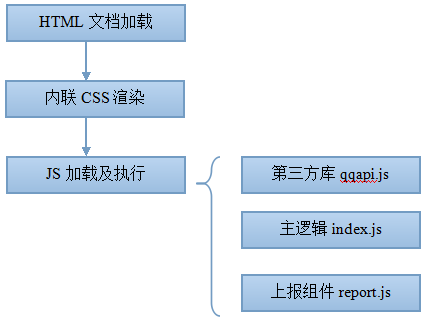 HTML 文档加载
内联 CSS 渲染
JS 加载及执行
第三方库 qqapi.js
主逻辑 index.js
上报组件 report.js